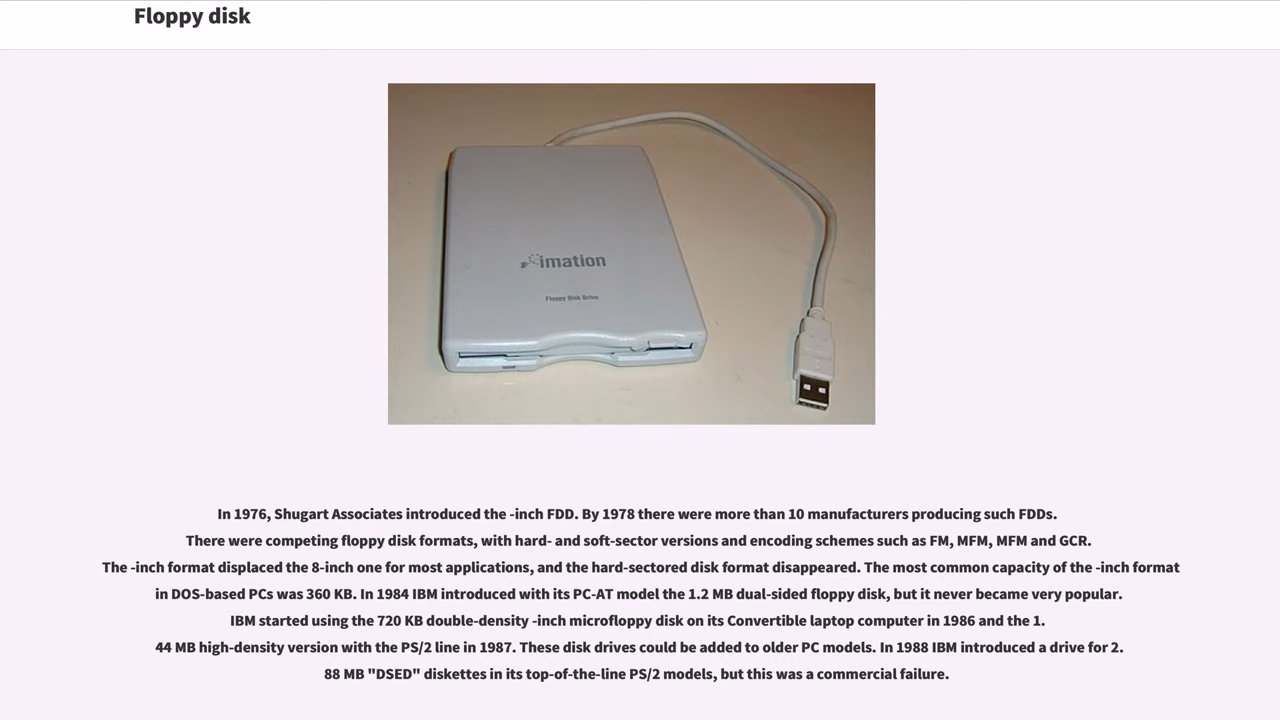 Floppy disk
imation
Floppy Disk Drive
In 1976, Shugart Associates introduced the -inch FDD. By 1978 there were more than 10 manufacturers producing such FDDs.
There were competing floppy disk formats, with hard- and soft-sector versions and encoding schemes such as FM, MFM, MFM and GCR.
The -inch format displaced the 8-inch one for most applications, and the hard-sectored disk format disappeared. The most common capacity of the -inch format
in DOS-based PCs was 360 KB. In 1984 IBM introduced with its PC-AT model the 1.2 MB dual-sided floppy disk, but it never became very popular.
IBM started using the 720 KB double-density -inch microfloppy disk on its Convertible laptop computer in 1986 and the 1.
44 MB high-density version with the PS/2 line in 1987. These disk drives could be added to older PC models. In 1988 IBM introduced a drive for 2.
88 MB "DSED" diskettes in its top-of-the-line PS/2 models, but this was a commercial failure.